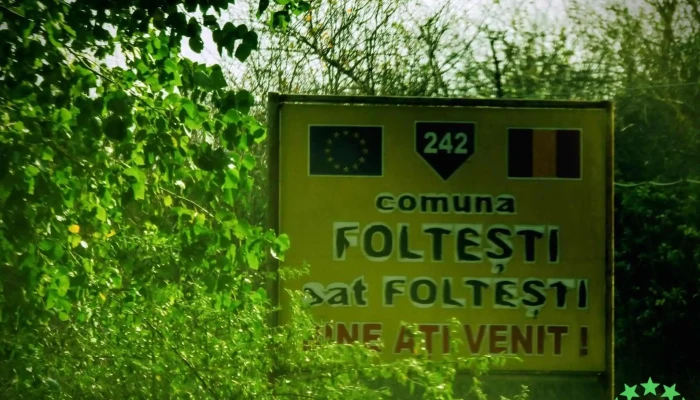 242
comuna
FOLTEȘTI
sat FOLTEȘTI
BINE AȚI VENIT !